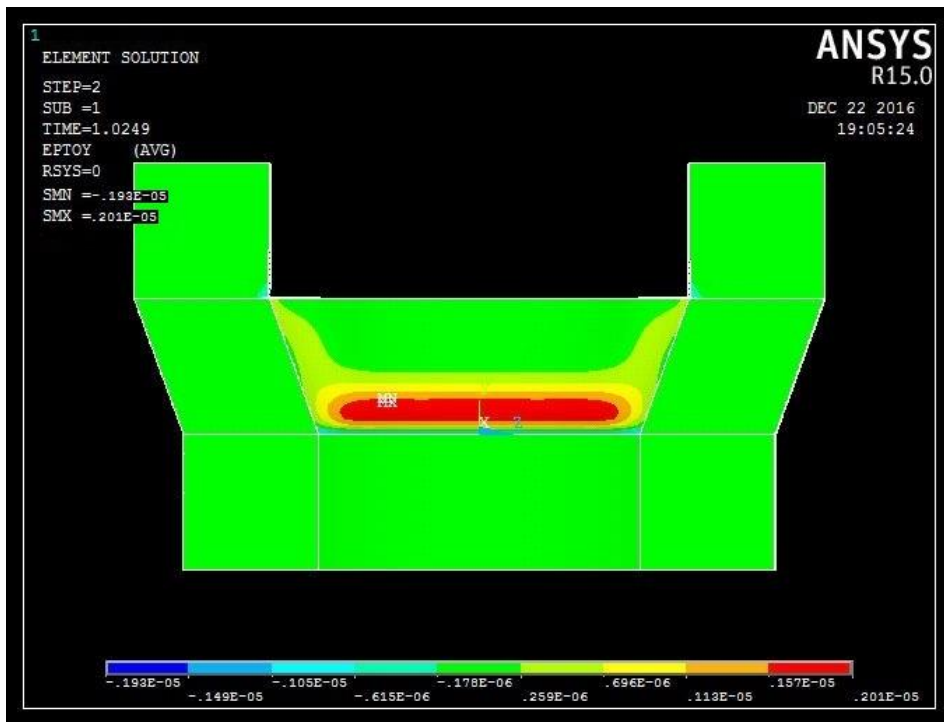 1
ELEMENT SOLUTION
STEP=2
SUB =1
TIME=1.0249
EPTOY (AVG)
RSYS=0
SMN =-.193E-05
SMX =.201E-05
ANSYS
R15.0
DEC 22 2016
19:05:24
MN
X Z
-.193E-05 -.105E-05 -.178E-06 .696E-06 .157E-05
-.149E-05 -.615E-06 .259E-06 .113E-05 .201E-05